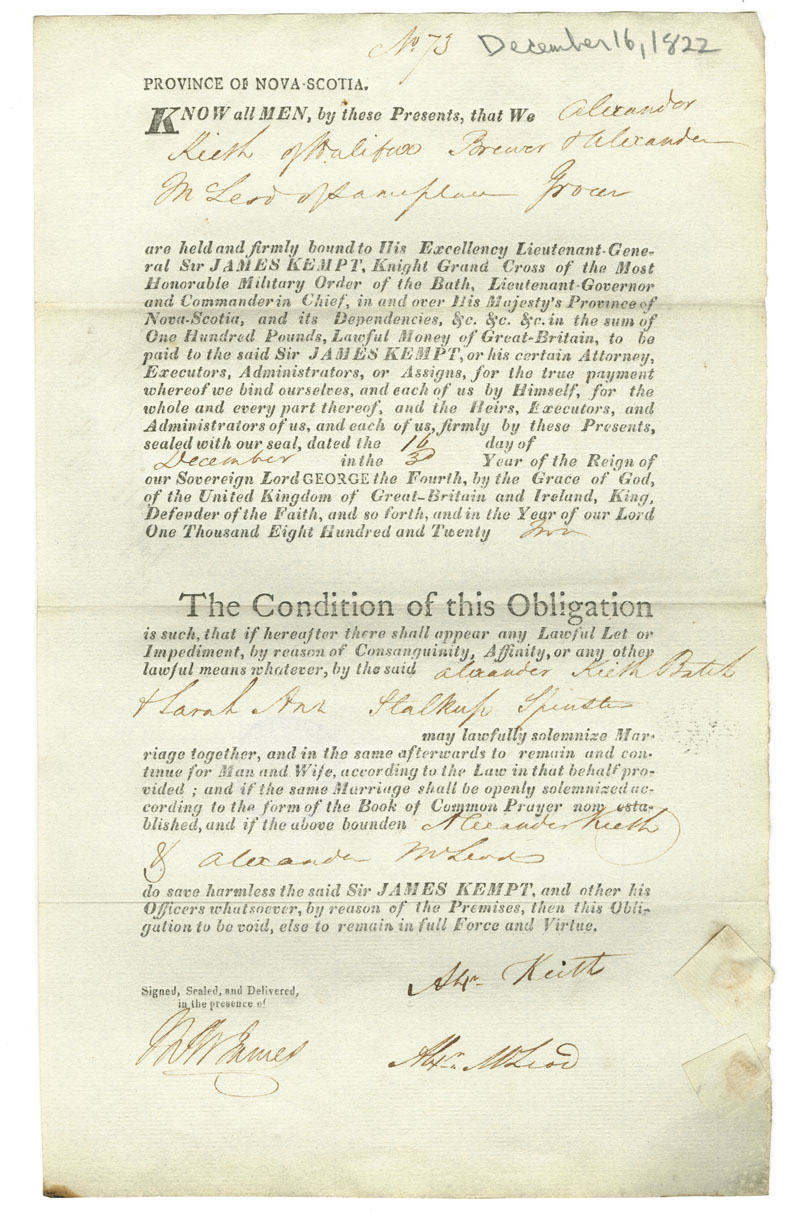 No 73 December 16, 1822
PROVINCE OF NOVA-SCOTIA.
KNOW all MEN, by these Presents, that We Alexander
Kieth of Halifax Brewer & Alexander
McLeod of same place Grocer
are held and firmly bound to His Excellency Lieutenant-Gene-
ral Sir JAMES KEMPT, Knight Grand Cross of the Most
Honorable Military Order of the Bath, Lieutenant-Governor
and Commander in Chief, in and over His Majesty's Province of
Nova-Scotia, and its Dependencies, &c. &c. &c. in the sum of
One Hundred Pounds, Lawful Money of Great-Britain, to be
paid to the said Sir JAMES KEMPT, or his certain Attorney,
Executors, Administrators, or Assigns, for the true payment
whereof we bind ourselves, and each of us by Himself, for the
whole and every part thereof, and the Heirs, Executors, and
Administrators of us, and each of us, firmly by these Presents,
sealed with our seal, dated the 16 day of
December in the 3d Year of the Reign of
our Sovereign Lord GEORGE the Fourth, by the Grace of God,
of the United Kingdom of Great-Britain and Ireland, King,
Defender of the Faith, and so forth, and in the Year of our Lord
One Thousand Eight Hundred and Twenty two
The Condition of this Obligation
is such, that if hereafter there shall appear any Lawful Let or
Impediment, by reason of Consanguinity, Affinity, or any other
lawful means whatever, by the said Alexander Kieth Batch
& Sarah Ann Stalkup Spinster
may lawfully solemnize Mar-
riage together, and in the same afterwards to remain and con-
tinue for Man and Wife, according to the Law in that behalf pro-
vided ; and if the same Marriage shall be openly solemnized ac-
cording to the form of the Book of Common Prayer now esta-
blished, and if the above bounden Alexander Kieth
& Alexander McLeod
do save harmless the said Sir JAMES KEMPT, and other his
Officers whatsoever, by reason of the Premises, then this Obli-
gation to be void, else to remain in full Force and Virtue.
Alexr Keith
Signed, Sealed, and Delivered,
in the presence of
Alexr McLeod